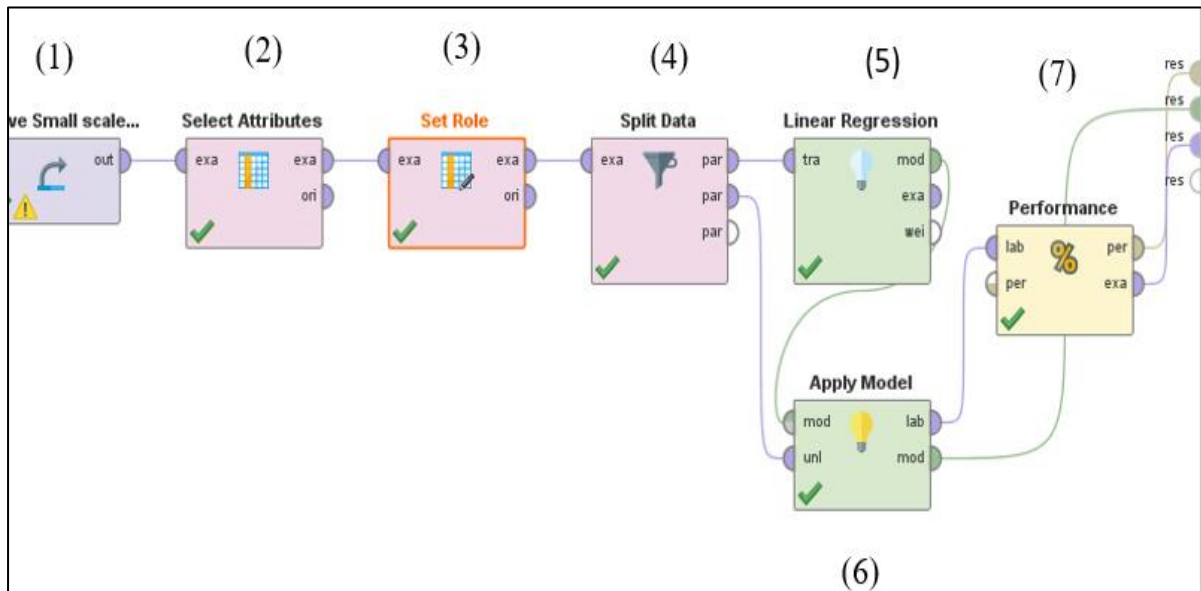 (1)
(2)
(3)
(4)
(5)
(7)
ve Small scale...
out
Select Attributes
exa exa
ori
Set Role
exa exa
ori
Split Data
exa par
par
par
Linear Regression
tra mod
exa
wei
Performance
lab per
per exa
%
res
res
res
res
Apply Model
mod lab
unl mod
(6)